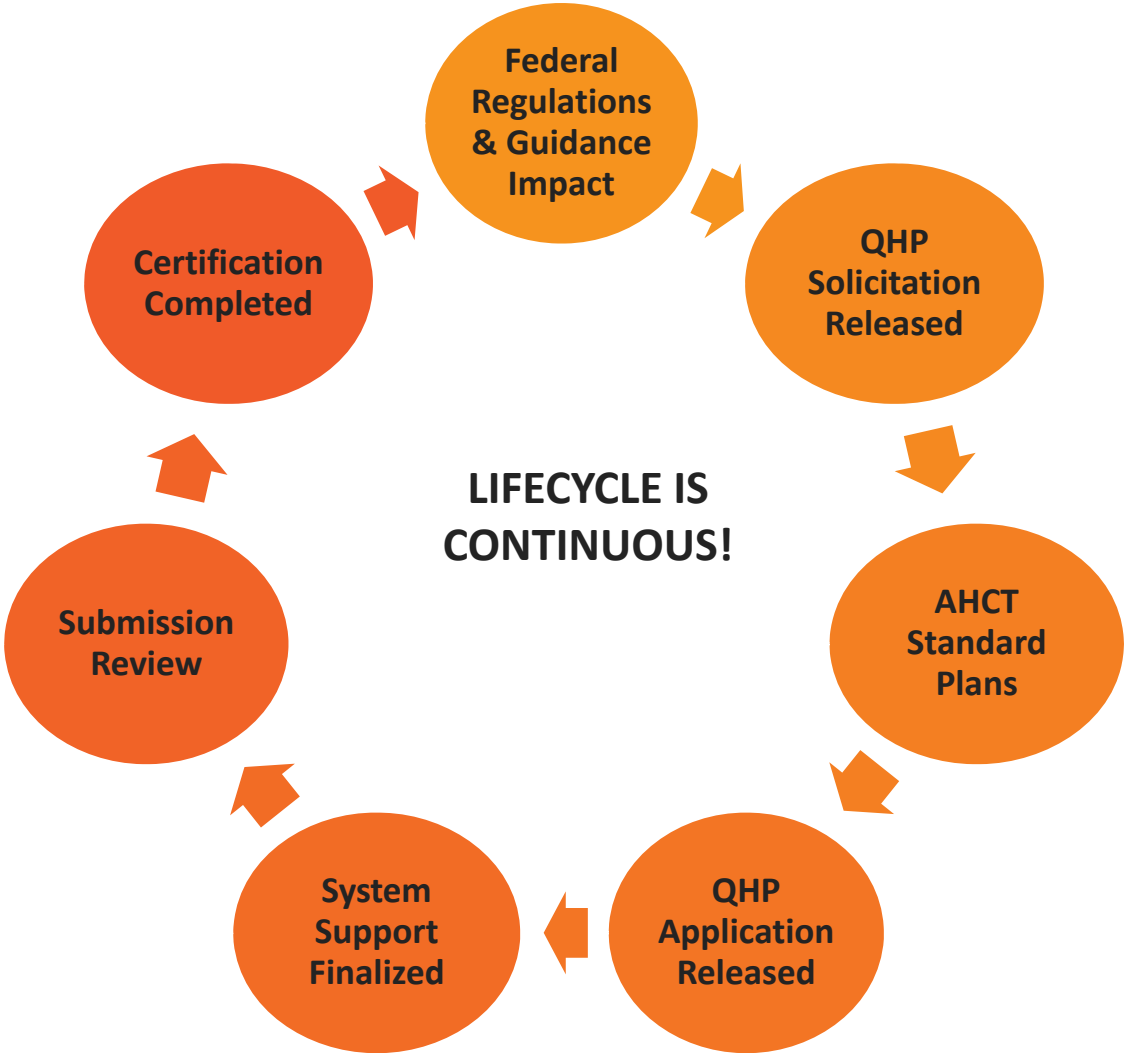 Federal
Regulations
& Guidance
Impact
QHP
Solicitation
Released
AHCT
Standard
Plans
QHP
Application
Released
System
Support
Finalized
Submission
Review
Certification
Completed
LIFECYCLE IS
CONTINUOUS!